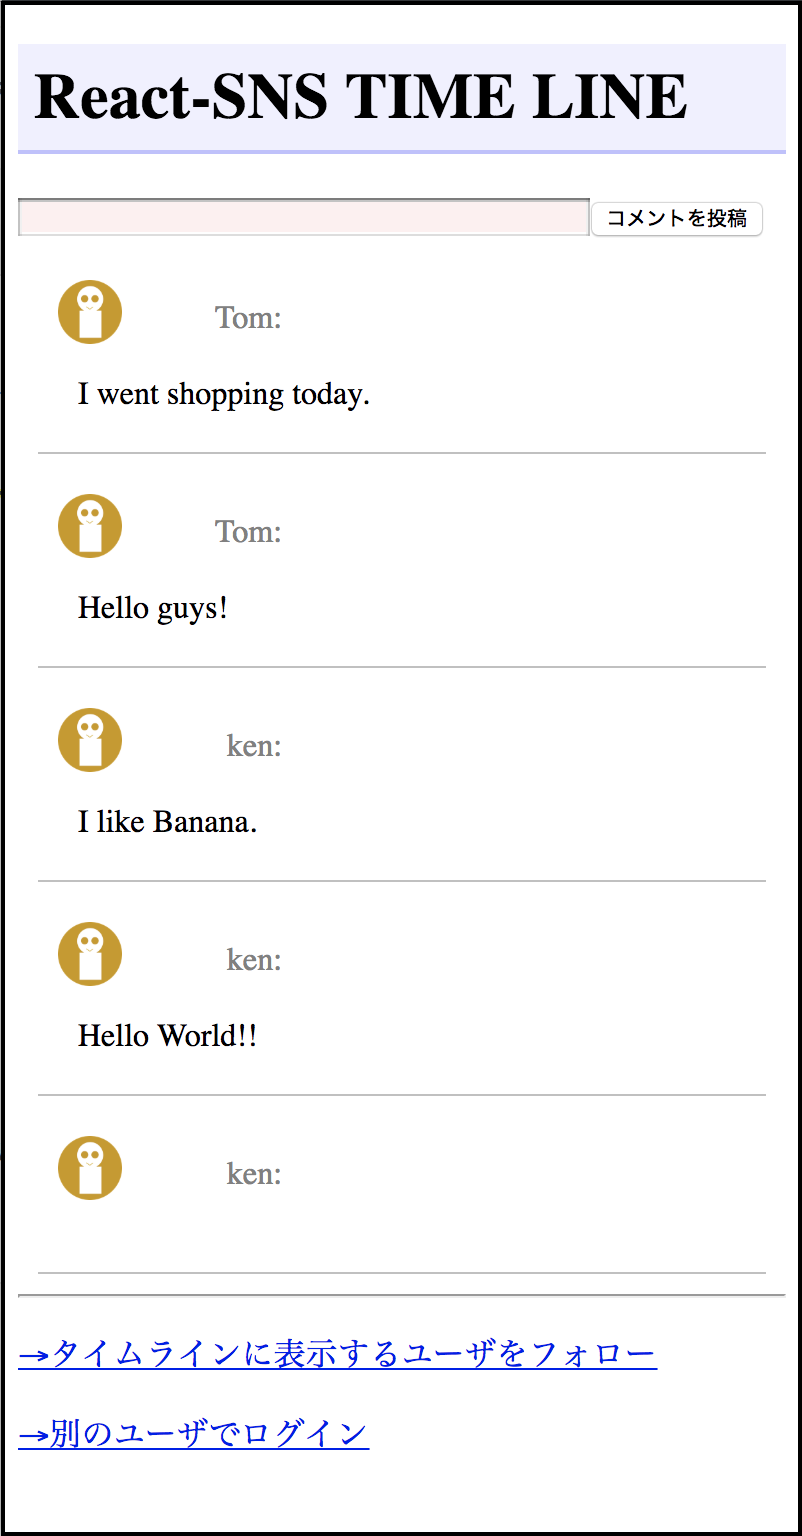 React-SNS TIME LINE
コメントを投稿
Tom:
I went shopping today.
Tom:
Hello guys!
ken:
I like Banana.
ken:
Hello World!!
ken:
→タイムラインに表示するユーザをフォロー
→別のユーザでログイン